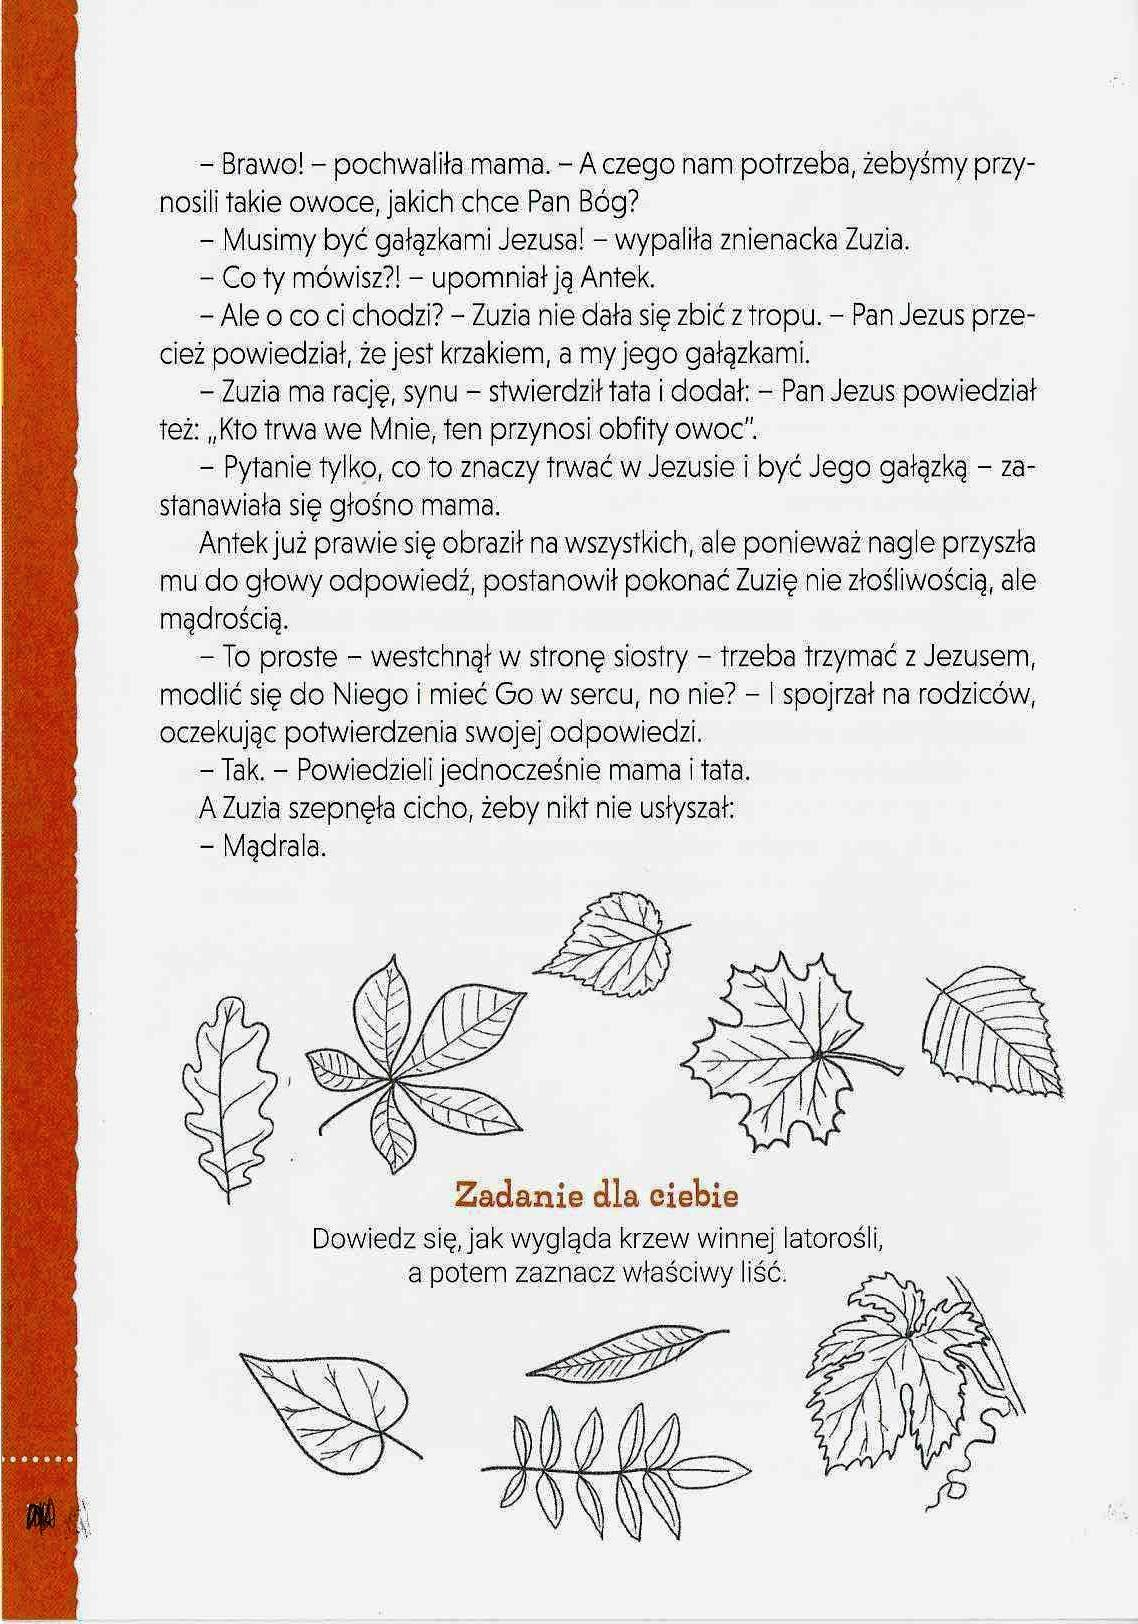 – Brawo! – pochwaliła mama. – A czego nam potrzeba, żebyśmy przy-
nosili takie owoce, jakich chce Pan Bóg?
– Musimy być gałązkami Jezusa! – wypaliła znienacka Zuzia.
– Co ty mówisz?! – upomniał ją Antek.
– Ale o co ci chodzi? – Zuzia nie dała się zbić z tropu. – Pan Jezus prze-
cież powiedział, że jest krzakiem, a my jego gałązkami.
– Zuzia ma rację, synu – stwierdził tata i dodał: – Pan Jezus powiedział
też: „Kto trwa we Mnie, ten przynosi obfity owoc".
– Pytanie tylko, co to znaczy trwać w Jezusie i być Jego gałązką – za-
stanawiała się głośno mama.
Antek już prawie się obraził na wszystkich, ale ponieważ nagle przyszła
mu do głowy odpowiedź, postanowił pokonać Zuzię nie złośliwością, ale
mądrością.
– To proste – westchnął w stronę siostry – trzeba trzymać z Jezusem,
modlić się do Niego i mieć Go w sercu, no nie? – I spojrzał na rodziców,
oczekując potwierdzenia swojej odpowiedzi.
– Tak. – Powiedzieli jednocześnie mama i tata.
A Zuzia szepnęła cicho, żeby nikt nie usłyszał:
– Mądrala.
Zadanie dla ciebie
Dowiedz się, jak wygląda krzew winnej latorośli,
a potem zaznacz właściwy liść.